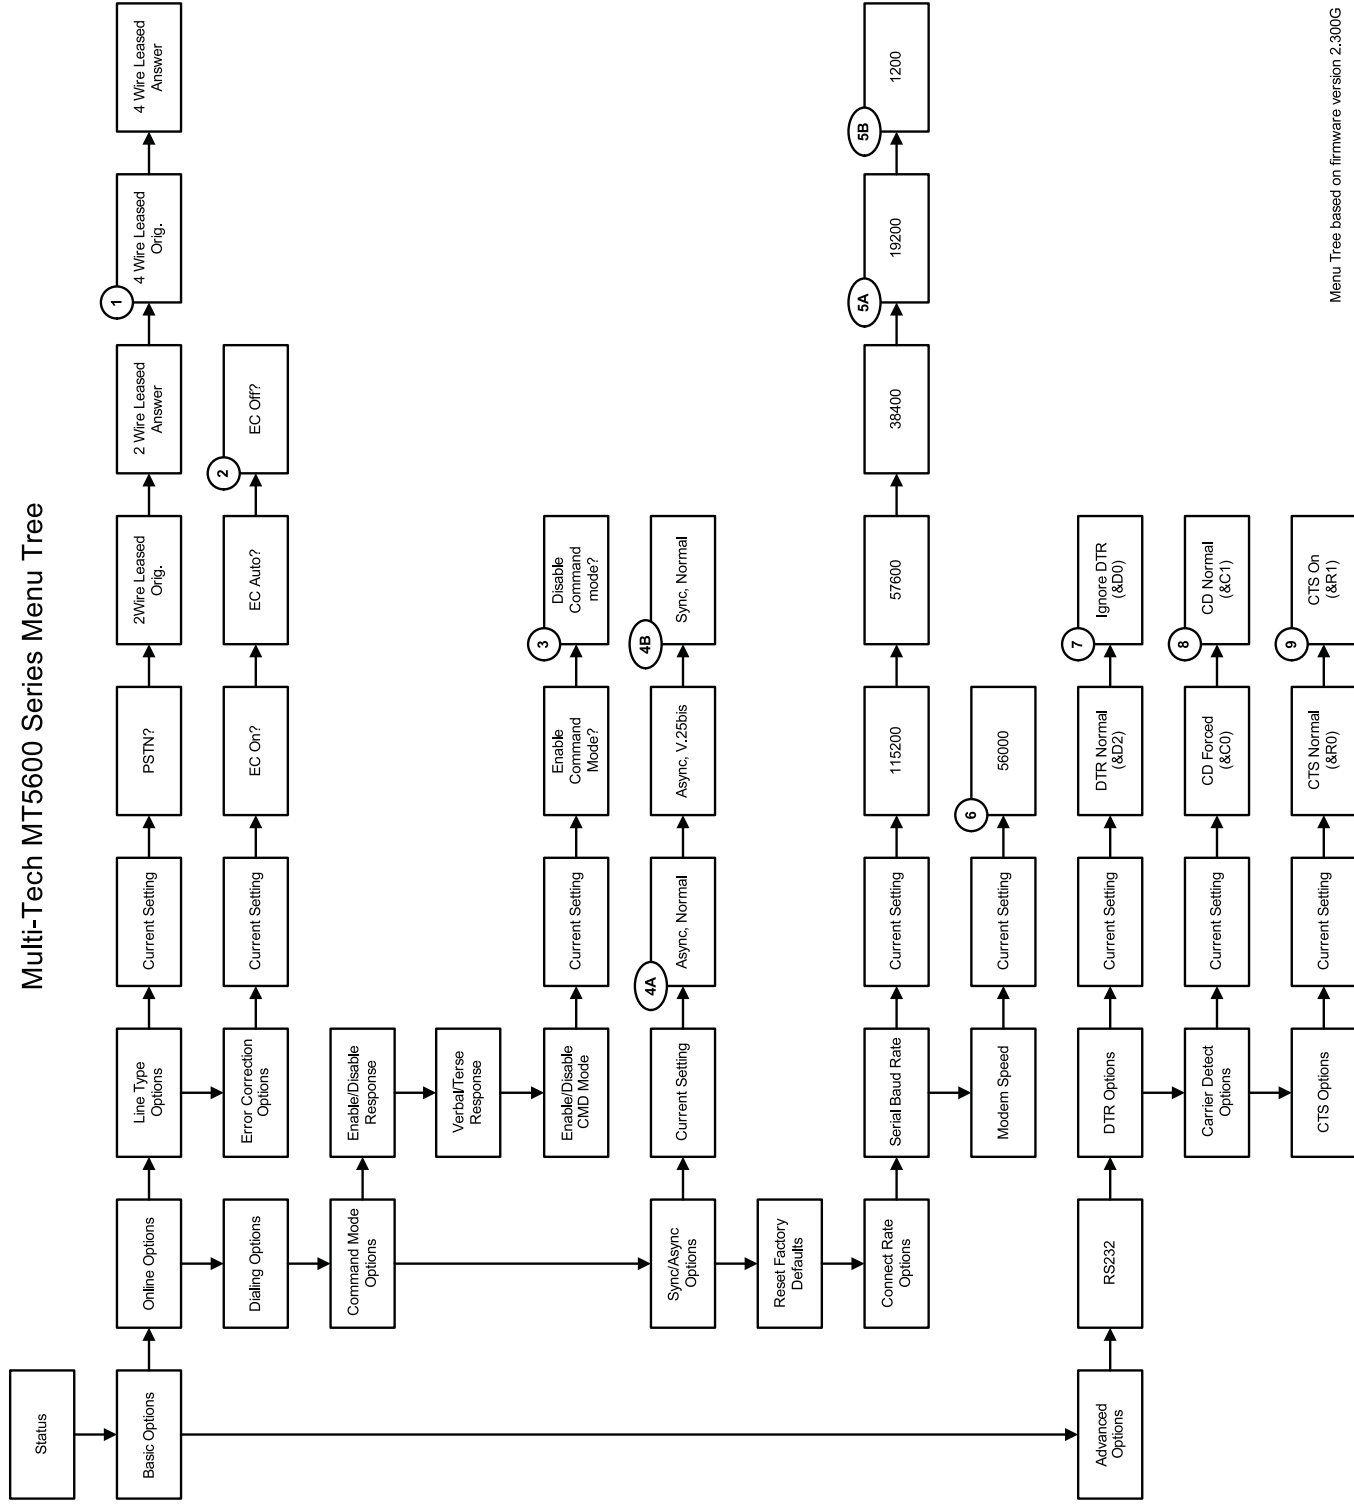 Multi-Tech MT5600 Series Menu Tree
Status
Basic Options
Online Options
Line Type
Options
Current Setting
PSTN?
2Wire Leased
Orig.
2 Wire Leased
Answer
1
4 Wire Leased
Orig.
4 Wire Leased
Answer
Error Correction
Options
Current Setting
EC On?
EC Auto?
2
EC Off?
Dialing Options
Command Mode
Options
Enable/Disable
Response
Verbal/Terse
Response
Enable/Disable
CMD Mode
Current Setting
Enable
Command
Mode?
3
Disable
Command
mode?
Sync/Async
Options
Current Setting
4A
Async, Normal
Async, V.25bis
4B
Sync, Normal
Reset Factory
Defaults
Connect Rate
Options
Serial Baud Rate
Current Setting
115200
57600
38400
5A
19200
5B
1200
Modem Speed
Current Setting
6
56000
Advanced
Options
RS232
DTR Options
Current Setting
DTR Normal
(&D2)
7
Ignore DTR
(&D0)
Carrier Detect
Options
Current Setting
CD Forced
(&C0)
8
CD Normal
(&C1)
CTS Options
Current Setting
CTS Normal
(&R0)
9
CTS On
(&R1)
Menu Tree based on firmware version 2.300G